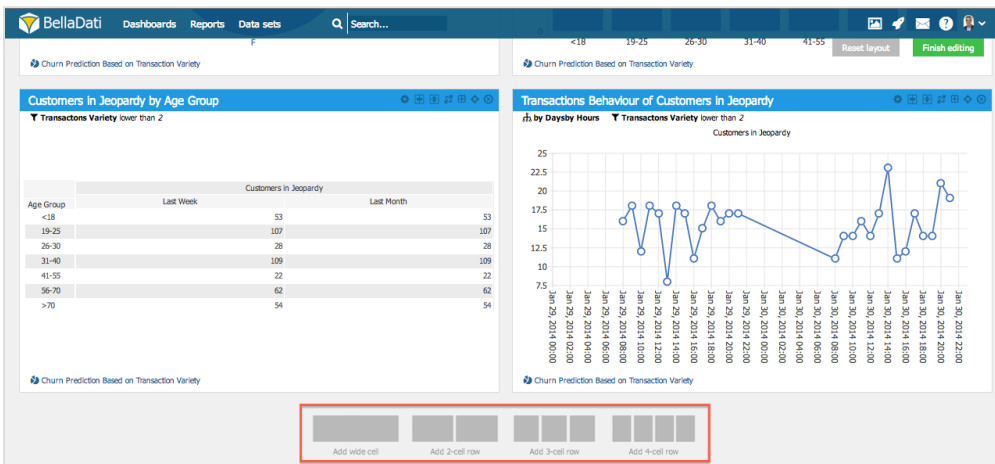 BellaDati Dashboards Reports Data sets Search...
F
<18 19-25 26-30 31-40 41-55
Reset layout Finish editing
Churn Prediction Based on Transaction Variety
Churn Prediction Based on Transaction Variety
Customers in Jeopardy by Age Group
Transactons Variety lower than 2
Customers in Jeopardy
Age Group Last Week Last Month
<18 53 53
19-25 107 107
26-30 28 28
31-40 109 109
41-55 22 22
56-70 62 62
>70 54 54
Churn Prediction Based on Transaction Variety
Transactions Behaviour of Customers in Jeopardy
by Daysby Hours Transactons Variety lower than 2
Customers in Jeopardy
25
22.5
20
17.5
15
12.5
10
7.5
Jan 29, 2014 00:00
Jan 29, 2014 02:00
Jan 29, 2014 04:00
Jan 29, 2014 06:00
Jan 29, 2014 08:00
Jan 29, 2014 10:00
Jan 29, 2014 12:00
Jan 29, 2014 14:00
Jan 29, 2014 16:00
Jan 29, 2014 18:00
Jan 29, 2014 20:00
Jan 29, 2014 22:00
Jan 30, 2014 00:00
Jan 30, 2014 02:00
Jan 30, 2014 04:00
Jan 30, 2014 06:00
Jan 30, 2014 08:00
Jan 30, 2014 10:00
Jan 30, 2014 12:00
Jan 30, 2014 14:00
Jan 30, 2014 16:00
Jan 30, 2014 18:00
Jan 30, 2014 20:00
Jan 30, 2014 22:00
Churn Prediction Based on Transaction Variety
Add wide cell Add 2-cell row Add 3-cell row Add 4-cell row